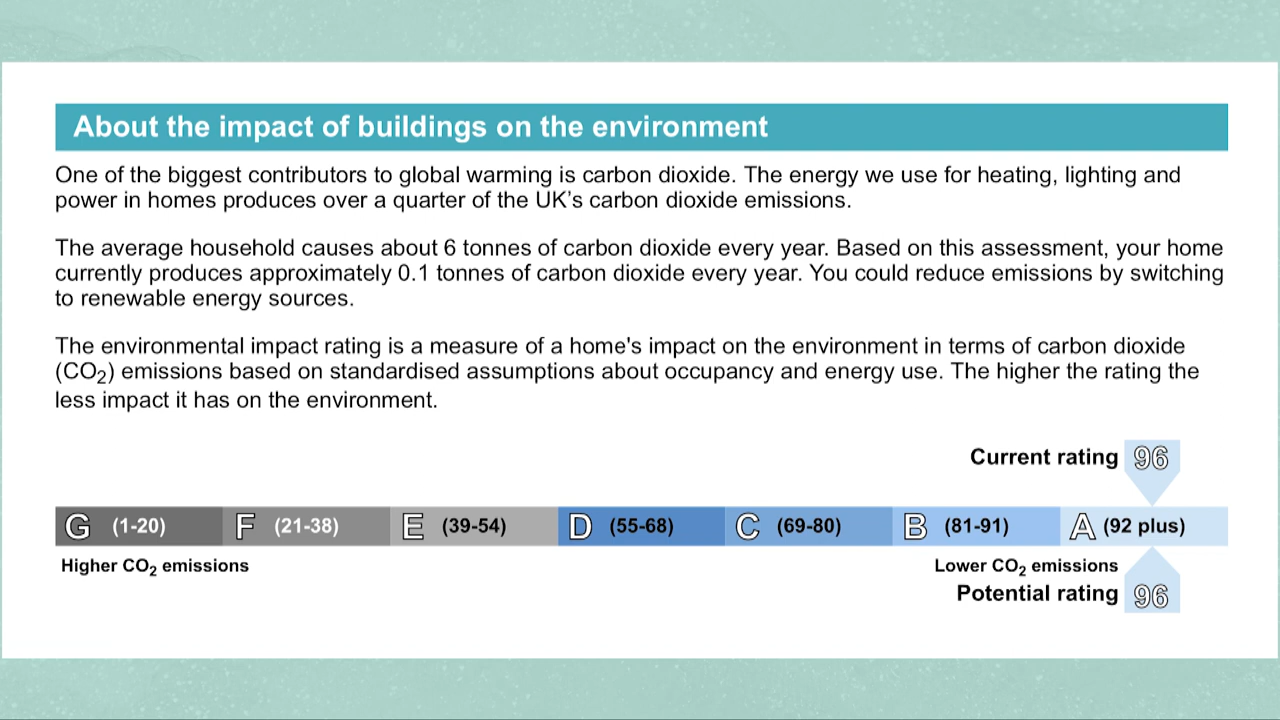 About the impact of buildings on the environment
One of the biggest contributors to global warming is carbon dioxide. The energy we use for heating, lighting and
power in homes produces over a quarter of the UK’s carbon dioxide emissions.
The average household causes about 6 tonnes of carbon dioxide every year. Based on this assessment, your home
currently produces approximately 0.1 tonnes of carbon dioxide every year. You could reduce emissions by switching
to renewable energy sources.
The environmental impact rating is a measure of a home's impact on the environment in terms of carbon dioxide
(CO₂) emissions based on standardised assumptions about occupancy and energy use. The higher the rating the
less impact it has on the environment.
Current rating 96
G (1-20) F (21-38) E (39-54) D (55-68) C (69-80) B (81-91) A (92 plus)
Higher CO₂ emissions Lower CO₂ emissions
Potential rating 96